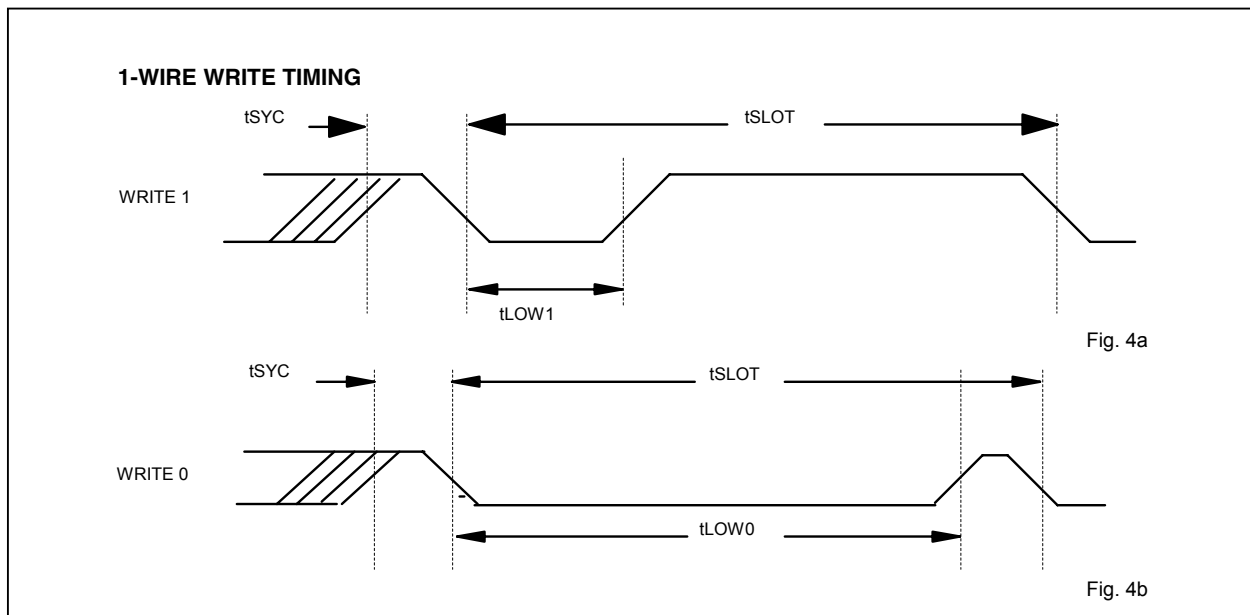 1-WIRE WRITE TIMING
tSYC
tSLOT
WRITE 1
tLOW1
Fig. 4a
tSYC
tSLOT
WRITE 0
tLOW0
Fig. 4b